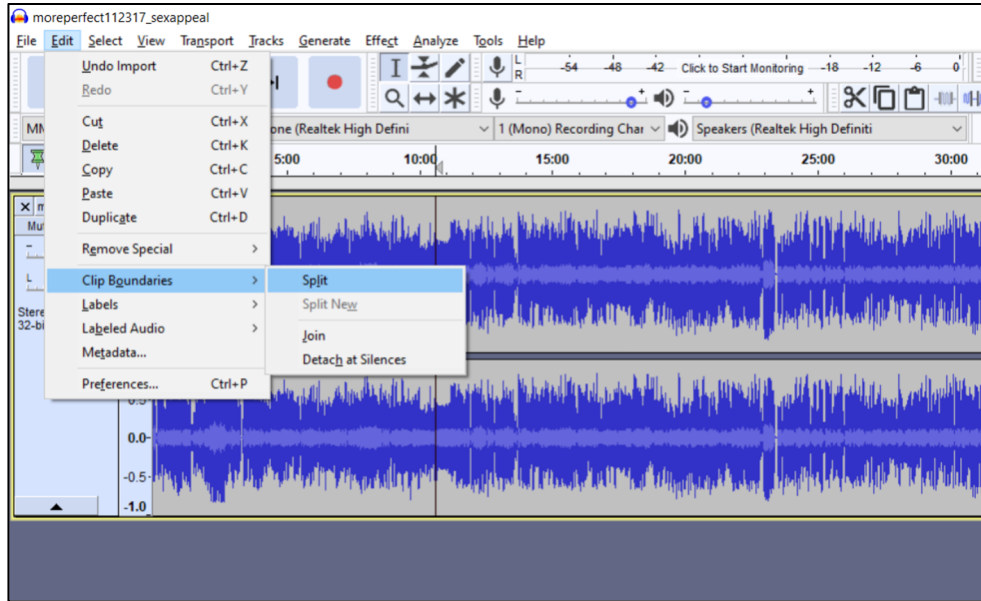 moreperfect112317_sexappeal
File Edit Select View Transport Tracks Generate Effect Analyze Tools Help
L
R
-54 -48 -42 Click to Start Monitoring -18 -12 -6 0
Undo Import Ctrl+Z
Redo Ctrl+Y
Cut Ctrl+X
Delete Ctrl+K
Copy Ctrl+C
Paste Ctrl+V
Duplicate Ctrl+D
Remove Special >
Clip Boundaries >
Labels >
Labeled Audio >
Metadata...
Preferences... Ctrl+P
Split
Split New
Join
Detach at Silences
one (Realtek High Defini 1 (Mono) Recording Char Speakers (Realtek High Definiti
5:00 10:00 15:00 20:00 25:00 30:00
L
Stere
32-bi
0.0
-0.5
-1.0